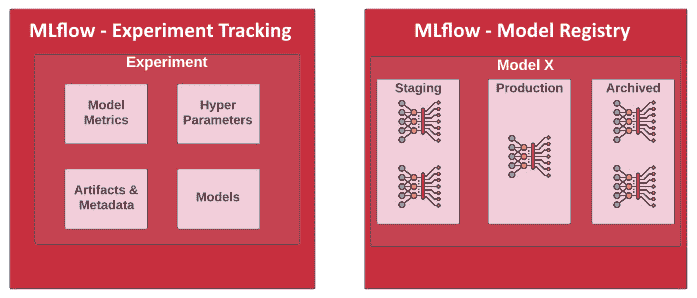 MLflow - Experiment Tracking
Experiment
Model
Metrics
Hyper
Parameters
Artifacts &
Metadata
Models
MLflow - Model Registry
Model X
Staging
Production
Archived